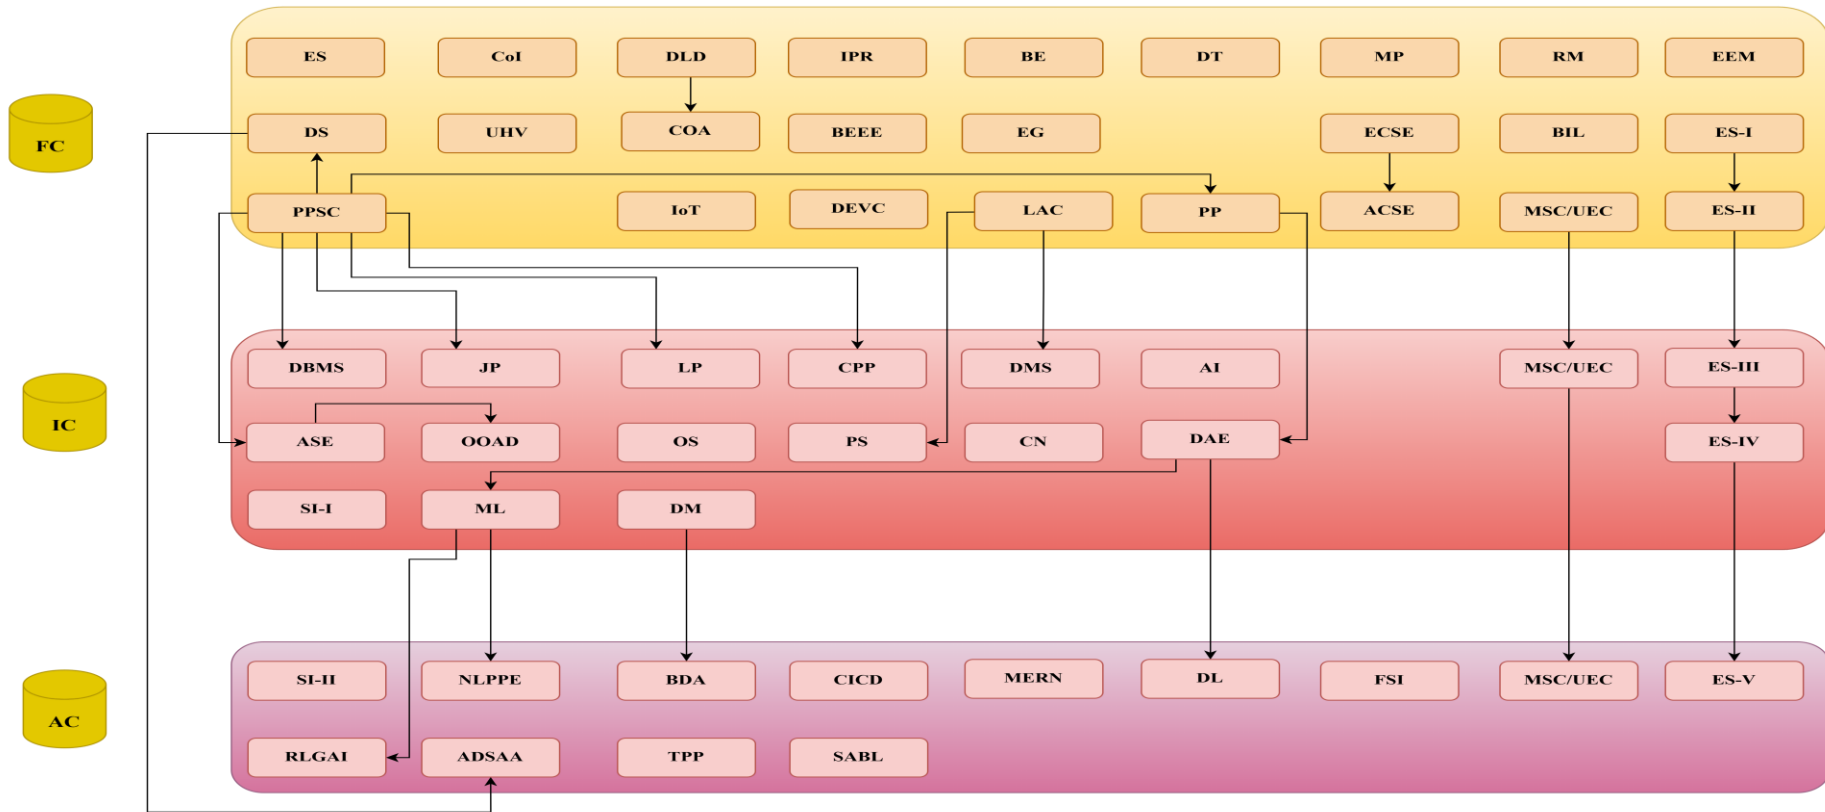 ES CoI DLD IPR BE DT MP RM EEM
FC DS UHV COA BEEE EG ECSE BIL ES-I
PPSC IoT DEVC LAC PP ACSE MSC/UEC ES-II
DBMS JP LP CPP DMS AI MSC/UEC ES-III
IC ASE OOAD OS PS CN DAE ES-IV
SI-I ML DM
SI-II NLPPE BDA CICD MERN DL FSI MSC/UEC ES-V
AC
RLGAI ADSAA TPP SABL